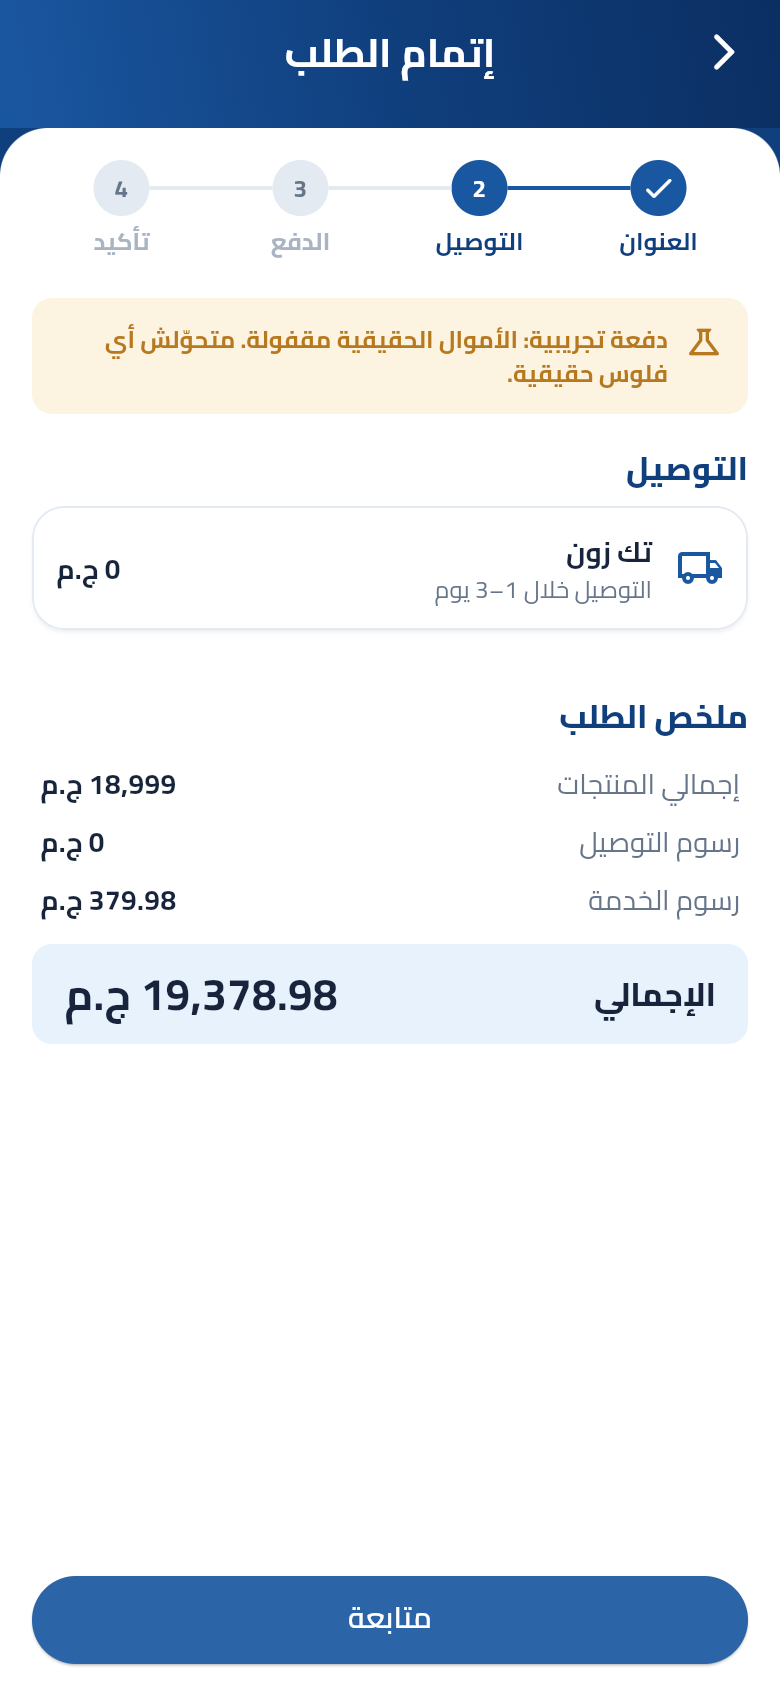 إتمام الطلب
العنوان
2 التوصيل
3 الدفع
4 تأكيد
دفعة تجريبية: الأموال الحقيقية مقفولة. متحوّلش أي
فلوس حقيقية.
التوصيل
تك زون
0 ج.م
التوصيل خلال 1–3 يوم
ملخص الطلب
إجمالي المنتجات 18,999 ج.م
رسوم التوصيل 0 ج.م
رسوم الخدمة 379.98 ج.م
الإجمالي 19,378.98 ج.م
متابعة